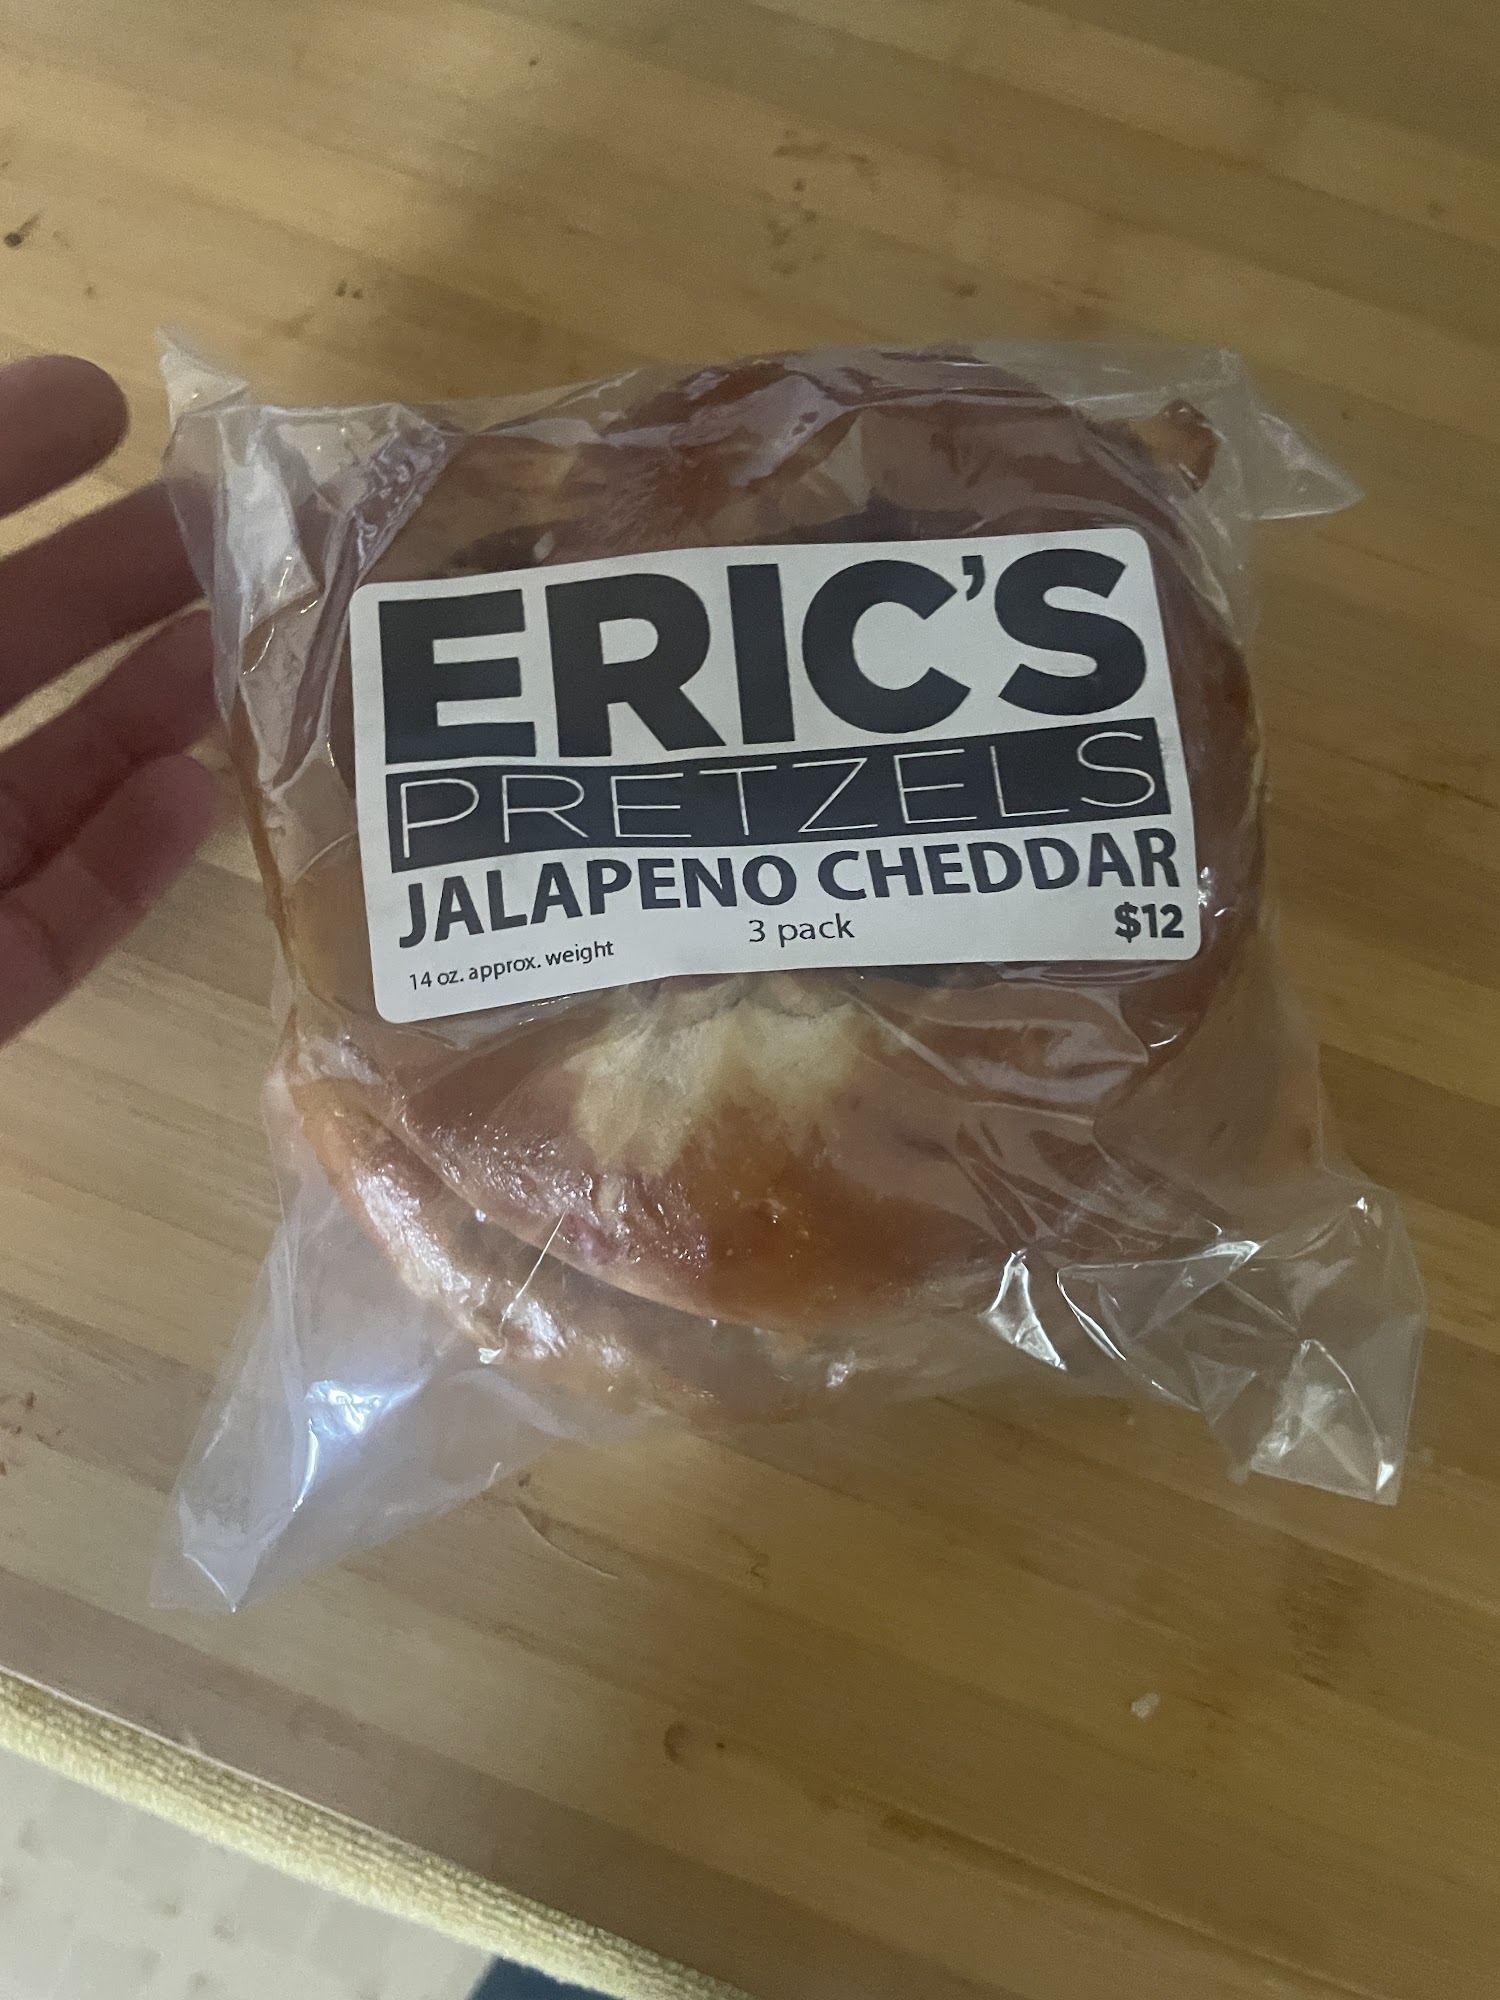 ERIC'S
PRETZELS
JALAPENO CHEDDAR
3 pack
$12
14 oz. approx. weight